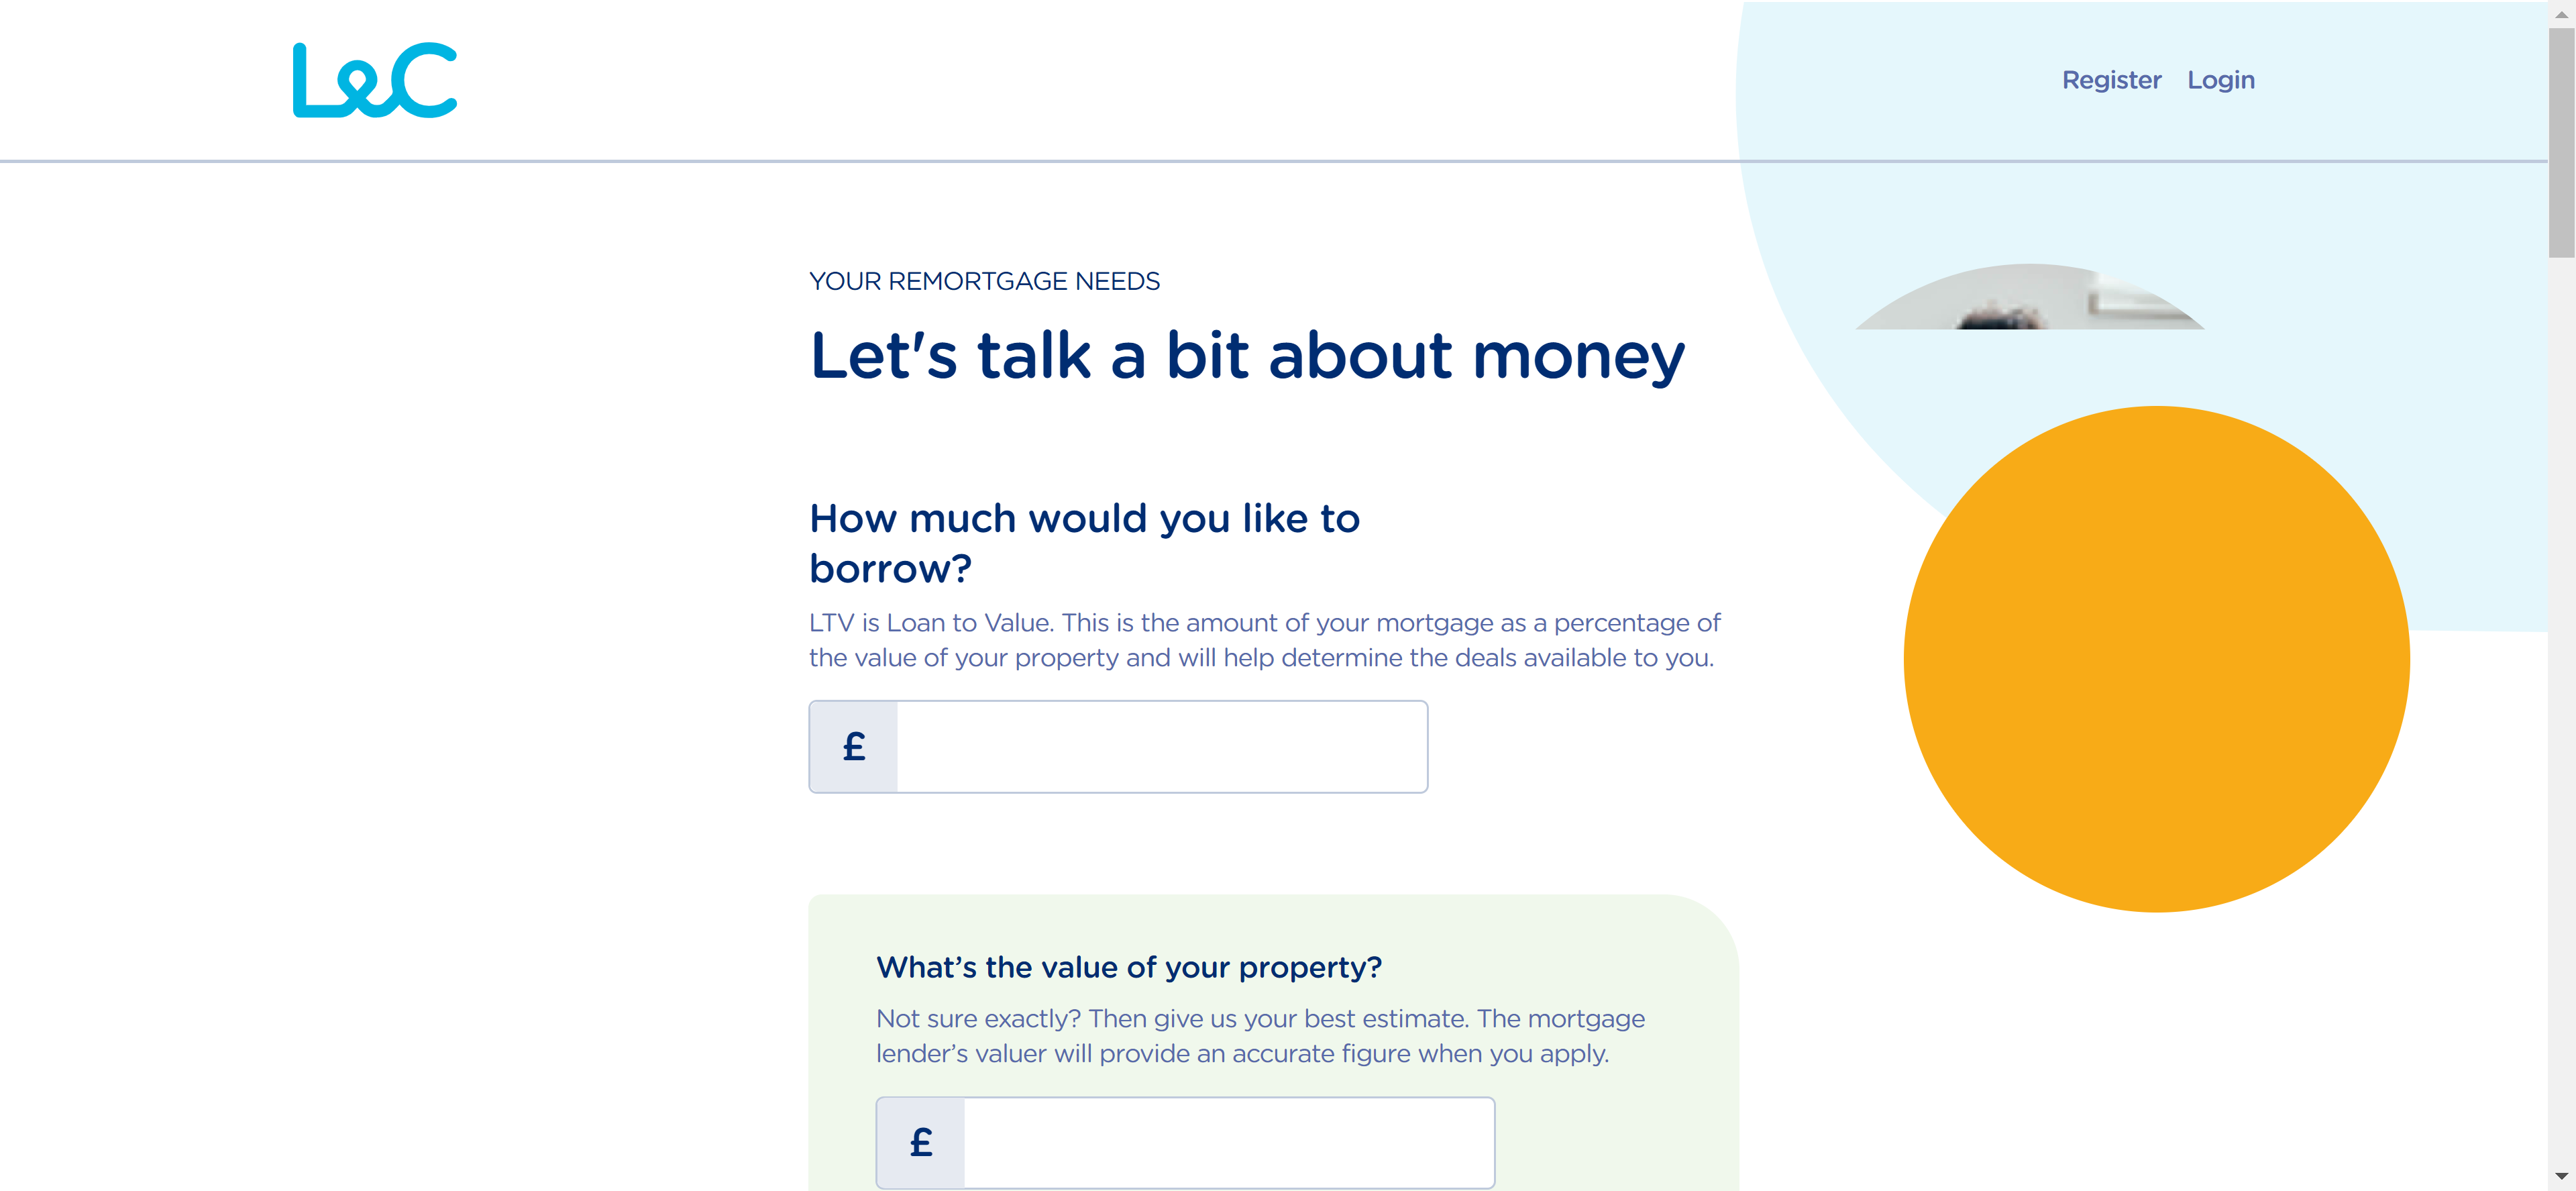 L&C
Register Login
YOUR REMORTGAGE NEEDS
Let's talk a bit about money
How much would you like to
borrow?
LTV is Loan to Value. This is the amount of your mortgage as a percentage of
the value of your property and will help determine the deals available to you.
£
What’s the value of your property?
Not sure exactly? Then give us your best estimate. The mortgage
lender’s valuer will provide an accurate figure when you apply.
£